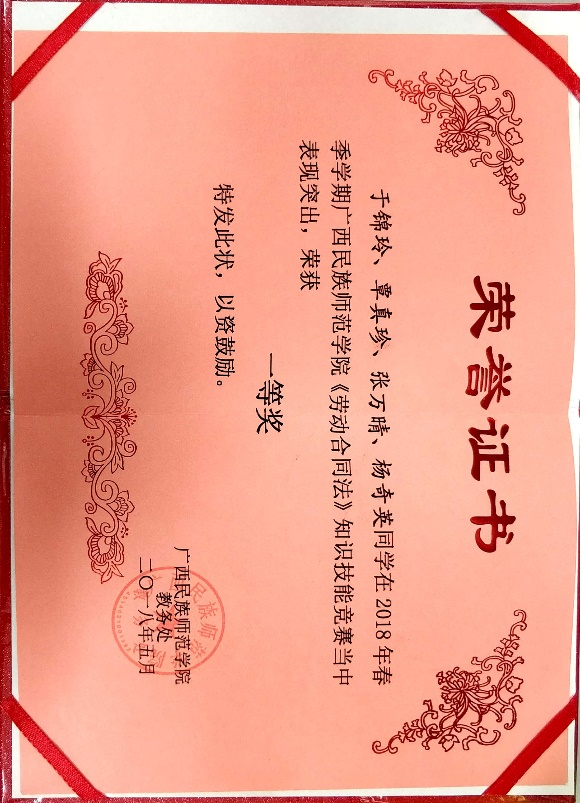 荣誉证书
于锦玲、覃真珍、张万晴、杨奇英同学在 2018 年春
季学期广西民族师范学院《劳动合同法》知识技能竞赛当中
表现突出，荣获
一等奖
特发此状，以资鼓励。
广西民族师范学院
教务处
二〇一八年五月